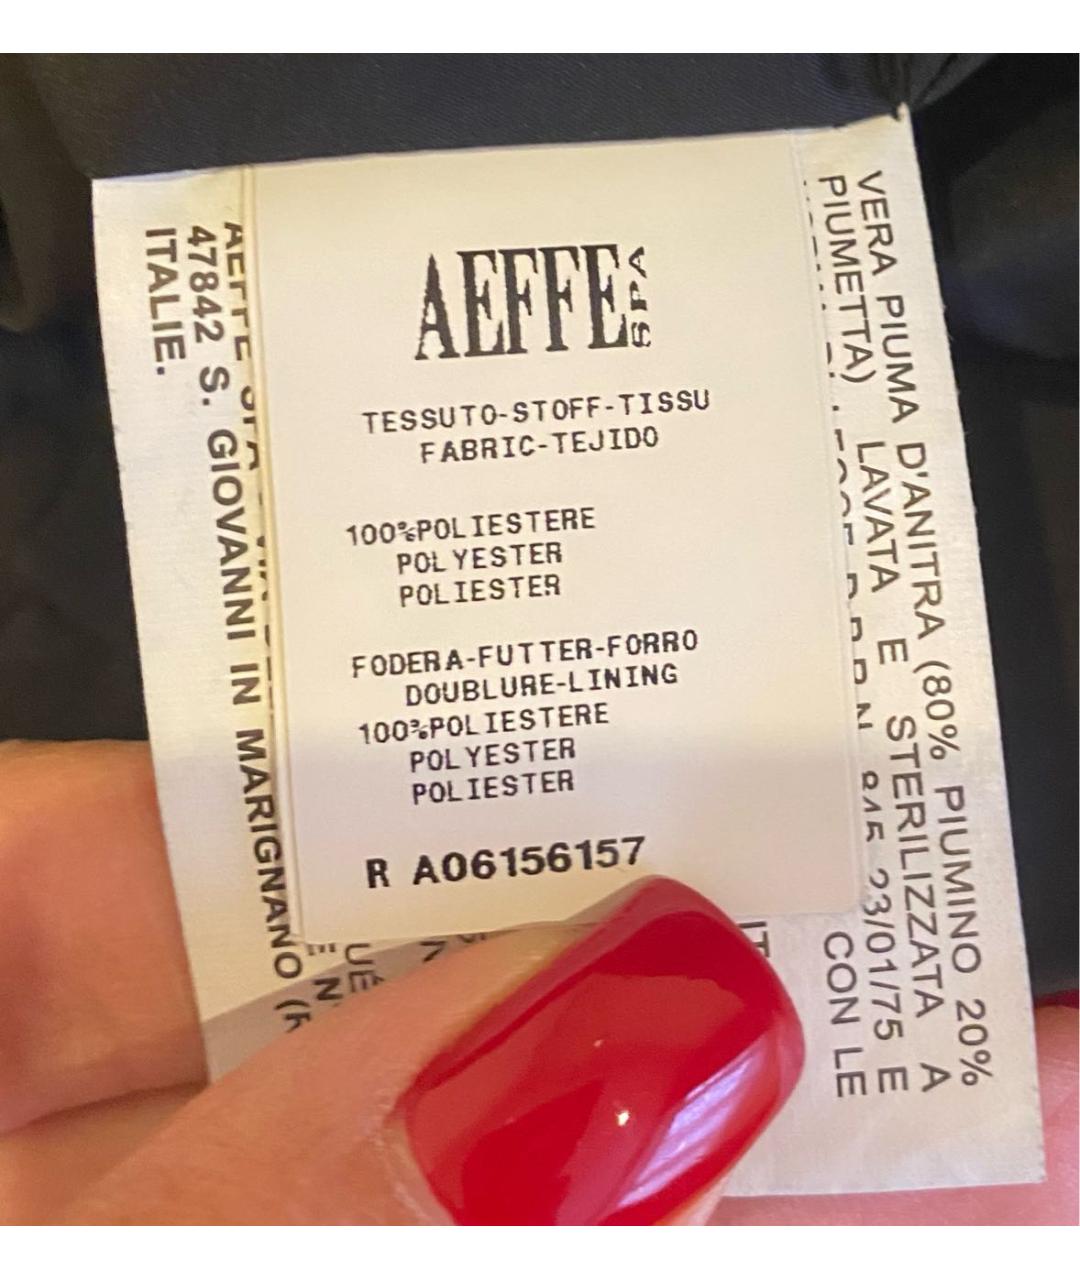 AEFFE SPA
TESSUTO-STOFF-TISSU
FABRIC-TEJIDO
100%POLIESTERE
POLYESTER
POLIESTER
FODERA-FUTTER-FORRO
DOUBLURE-LINING
100%POLIESTERE
POLYESTER
POLIESTER
R A06156157
VERA PIUMA D'ANITRA (80% PIUMINO 20%
PIUMETTA) LAVATA E STERILIZZATA A
23/01/75 E
CON LE
AEFFE SPA
47842 S. GIOVANNI IN MARIGNANO
ITALIE.